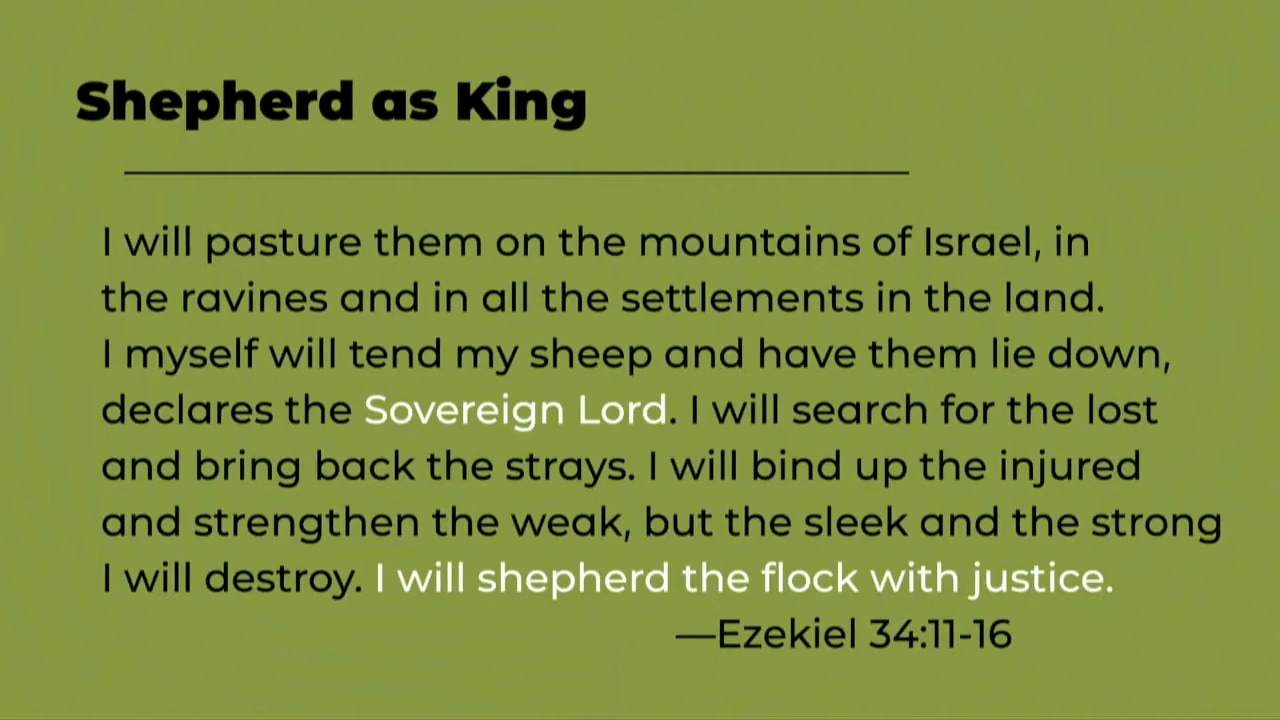 Shepherd as King
I will pasture them on the mountains of Israel, in
the ravines and in all the settlements in the land.
I myself will tend my sheep and have them lie down,
declares the Sovereign Lord. I will search for the lost
and bring back the strays. I will bind up the injured
and strengthen the weak, but the sleek and the strong
I will destroy. I will shepherd the flock with justice.
—Ezekiel 34:11-16